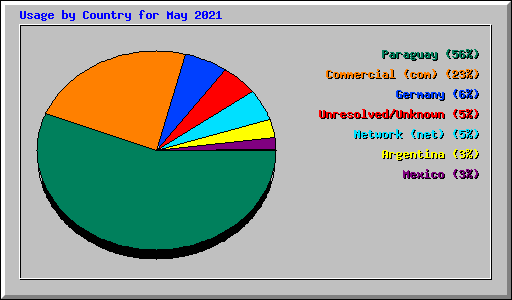 Usage by Country for May 2021
Paraguay (56%)
Commercial (com) (23%)
Germany (6%)
Unresolved/Unknown (5%)
Network (net) (5%)
Argentina (3%)
Mexico (3%)